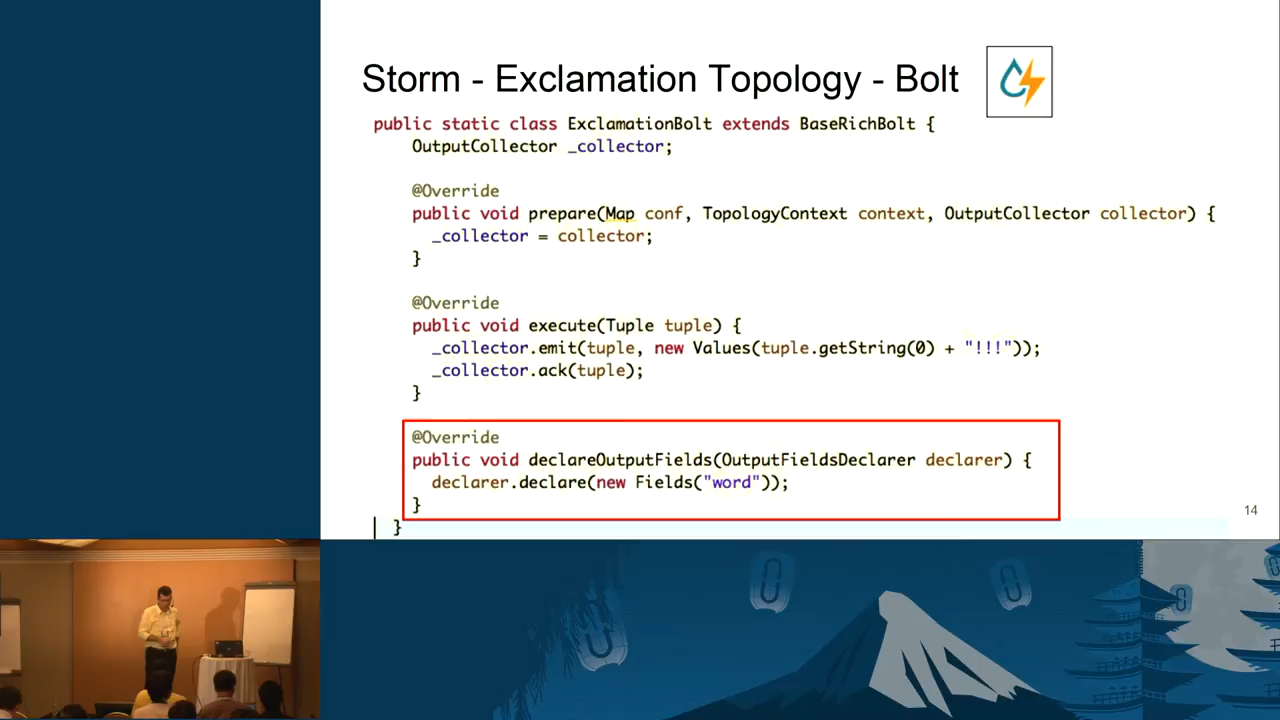 Storm - Exclamation Topology - Bolt
public static class ExclamationBolt extends BaseRichBolt {
OutputCollector _collector;
@Override
public void prepare(Map conf, TopologyContext context, OutputCollector collector) {
_collector = collector;
}
@Override
public void execute(Tuple tuple) {
_collector.emit(tuple, new Values(tuple.getString(0) + "!!!"));
_collector.ack(tuple);
}
@Override
public void declareOutputFields(OutputFieldsDeclarer declarer) {
declarer.declare(new Fields("word"));
}
}
14